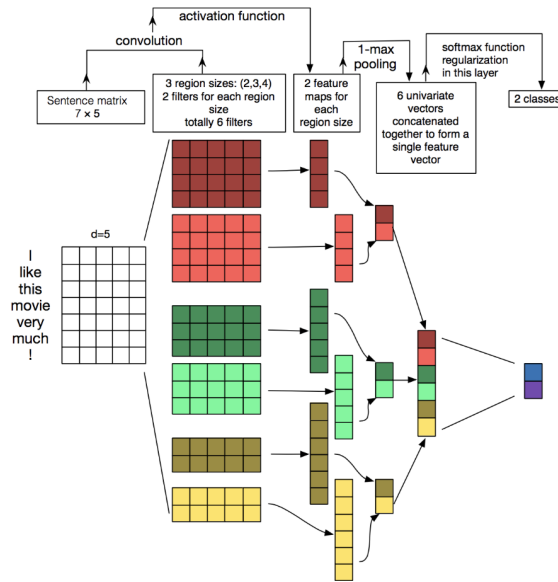 activation function
convolution
1-max
pooling
softmax function
regularization
in this layer
Sentence matrix
7 × 5
3 region sizes: (2,3,4)
2 filters for each region
size
totally 6 filters
2 feature
maps for
each
region size
6 univariate
vectors
concatenated
together to form a
single feature
vector
2 classes
d=5
I
like
this
movie
very
much
!